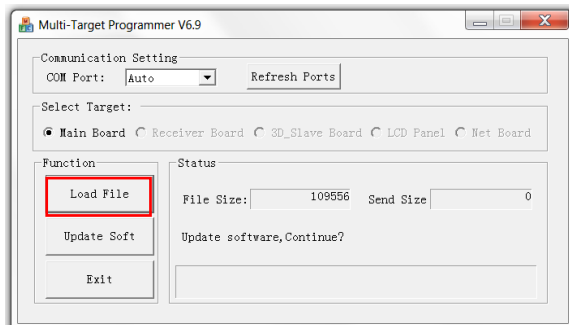 Multi-Target Programmer V6.9
Communication Setting
COM Port: Auto Refresh Ports
Select Target:
Main Board Receiver Board 3D_Slave Board LCD Panel Net Board
Function Status
Load File File Size: 109556 Send Size 0
Update Soft Update software,Continue?
Exit